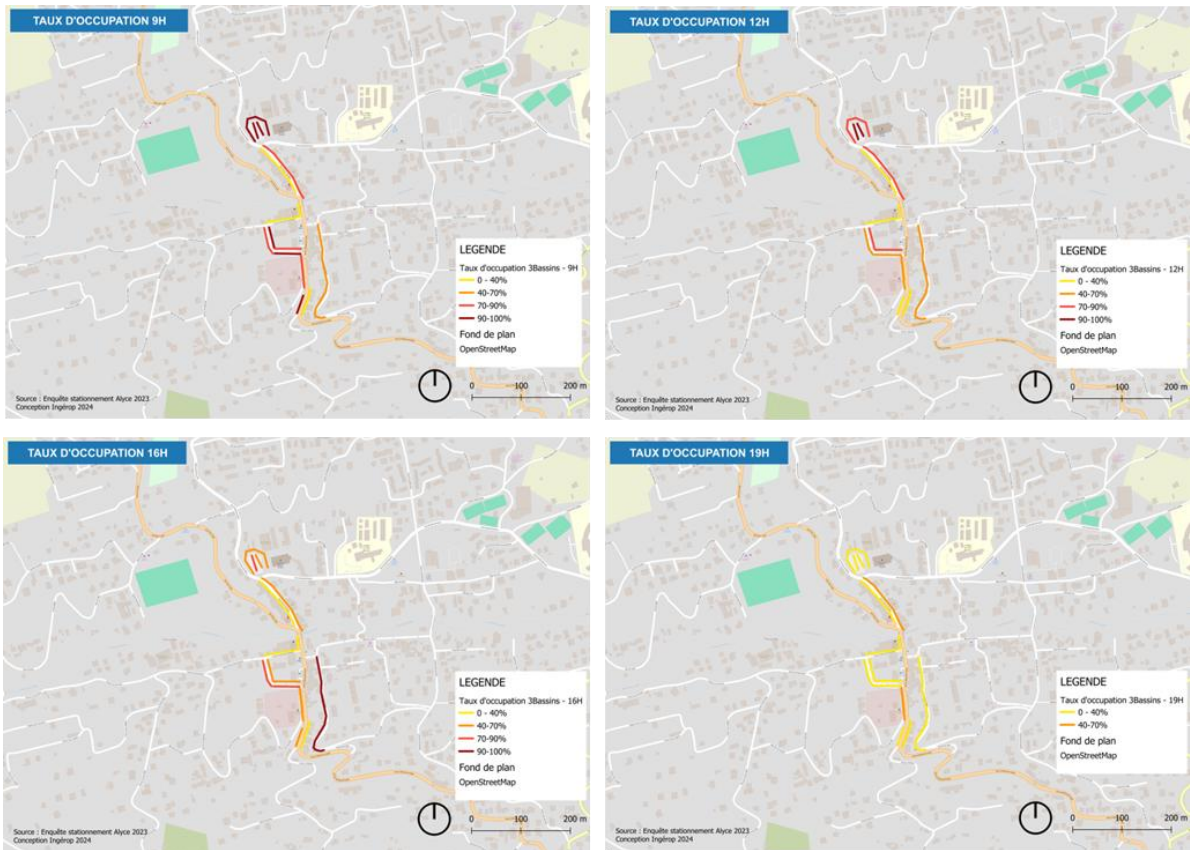 TAUX D'OCCUPATION 9H
LEGENDE
Taux d'occupation 3Bassins - 9H
0 - 40%
40-70%
70-90%
90-100%
Fond de plan
OpenStreetMap
0 100 200 m
Source : Enquête stationnement Alyce 2023
Conception Ingérop 2024
TAUX D'OCCUPATION 12H
LEGENDE
Taux d'occupation 3Bassins - 12H
0 - 40%
40-70%
70-90%
90-100%
Fond de plan
OpenStreetMap
0 100 200 m
Source : Enquête stationnement Alyce 2023
Conception Ingérop 2024
TAUX D'OCCUPATION 16H
LEGENDE
Taux d'occupation 3Bassins - 16H
0 - 40%
40-70%
70-90%
90-100%
Fond de plan
OpenStreetMap
0 100 200 m
Source : Enquête stationnement Alyce 2023
Conception Ingérop 2024
TAUX D'OCCUPATION 19H
LEGENDE
Taux d'occupation 3Bassins - 19H
0 - 40%
40-70%
Fond de plan
OpenStreetMap
0 100 200 m
Source : Enquête stationnement Alyce 2023
Conception Ingérop 2024